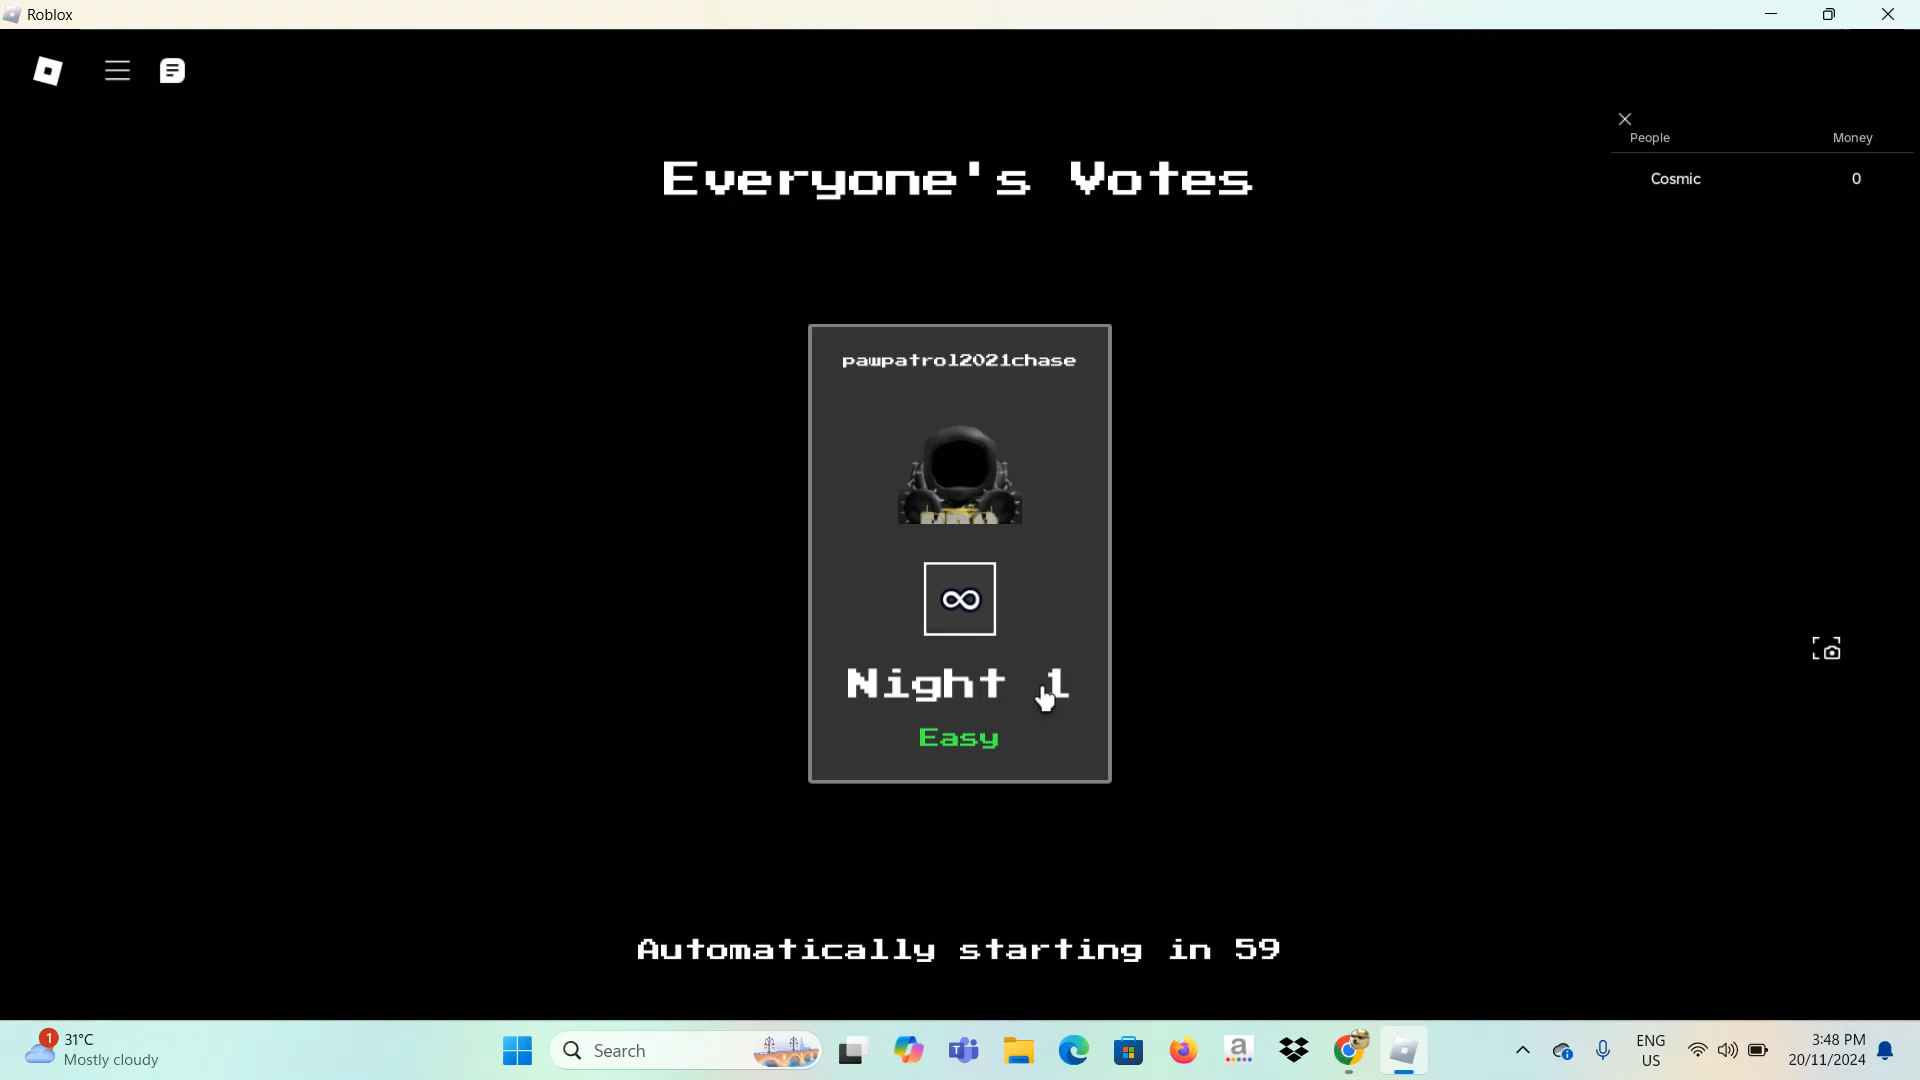 Roblox
People Money
Cosmic 0
Everyone's Votes
pawpatrol2021chase
∞
Night 1
Easy
Automatically starting in 59
1
31°C
Mostly cloudy
Search
ENG
US
3:48 PM
20/11/2024